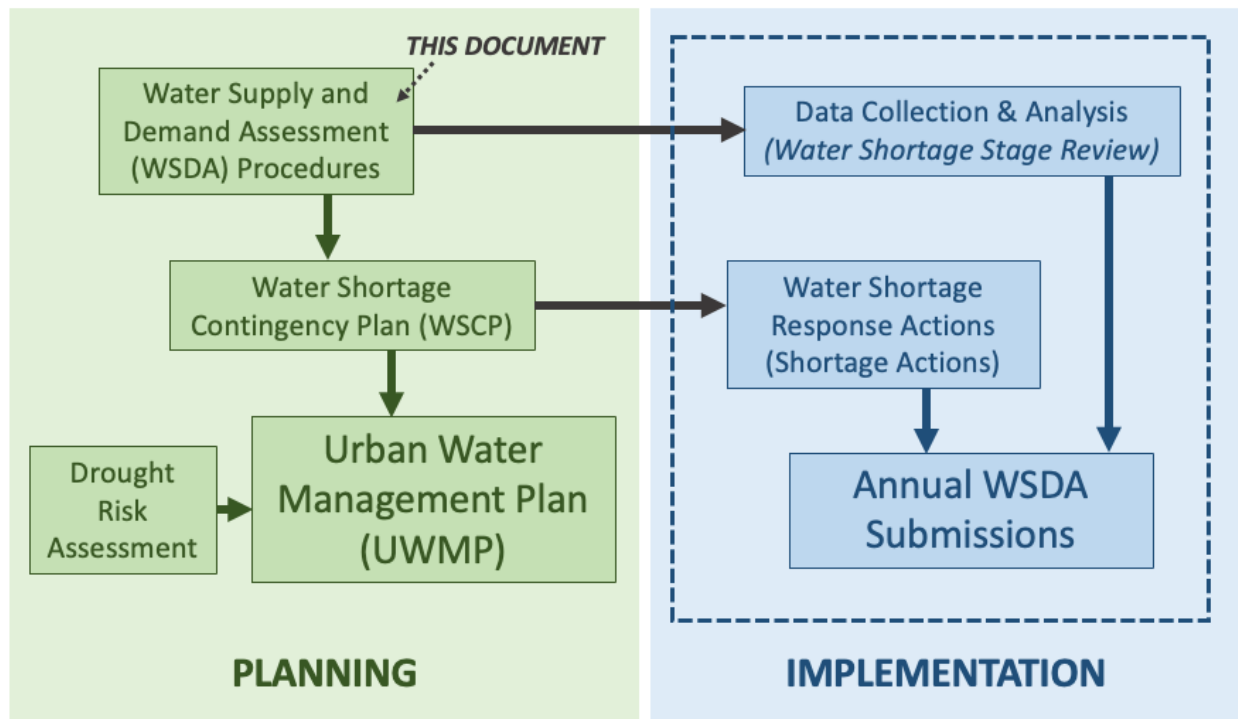 THIS DOCUMENT
Water Supply and
Demand Assessment
(WSDA) Procedures
Water Shortage
Contingency Plan (WSCP)
Drought
Risk
Assessment
Urban Water
Management Plan
(UWMP)
PLANNING
Data Collection & Analysis
(Water Shortage Stage Review)
Water Shortage
Response Actions
(Shortage Actions)
Annual WSDA
Submissions
IMPLEMENTATION